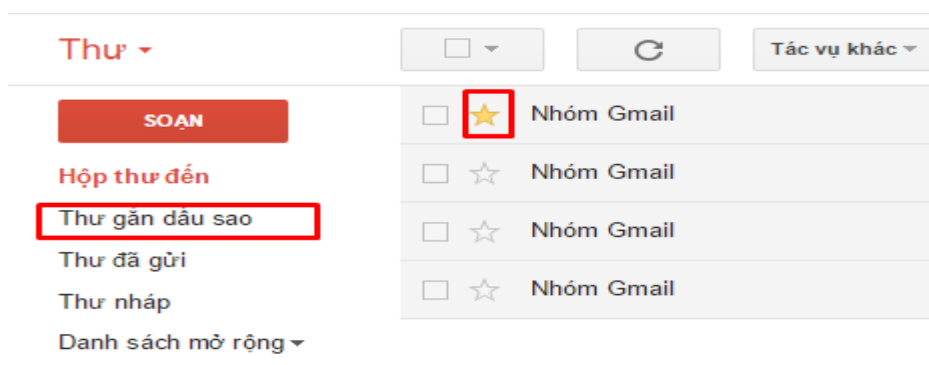 Thư
Tác vụ khác
SOẠN
Nhóm Gmail
Hộp thư đến
Nhóm Gmail
Thư gắn dấu sao
Nhóm Gmail
Thư đã gửi
Nhóm Gmail
Thư nháp
Danh sách mở rộng